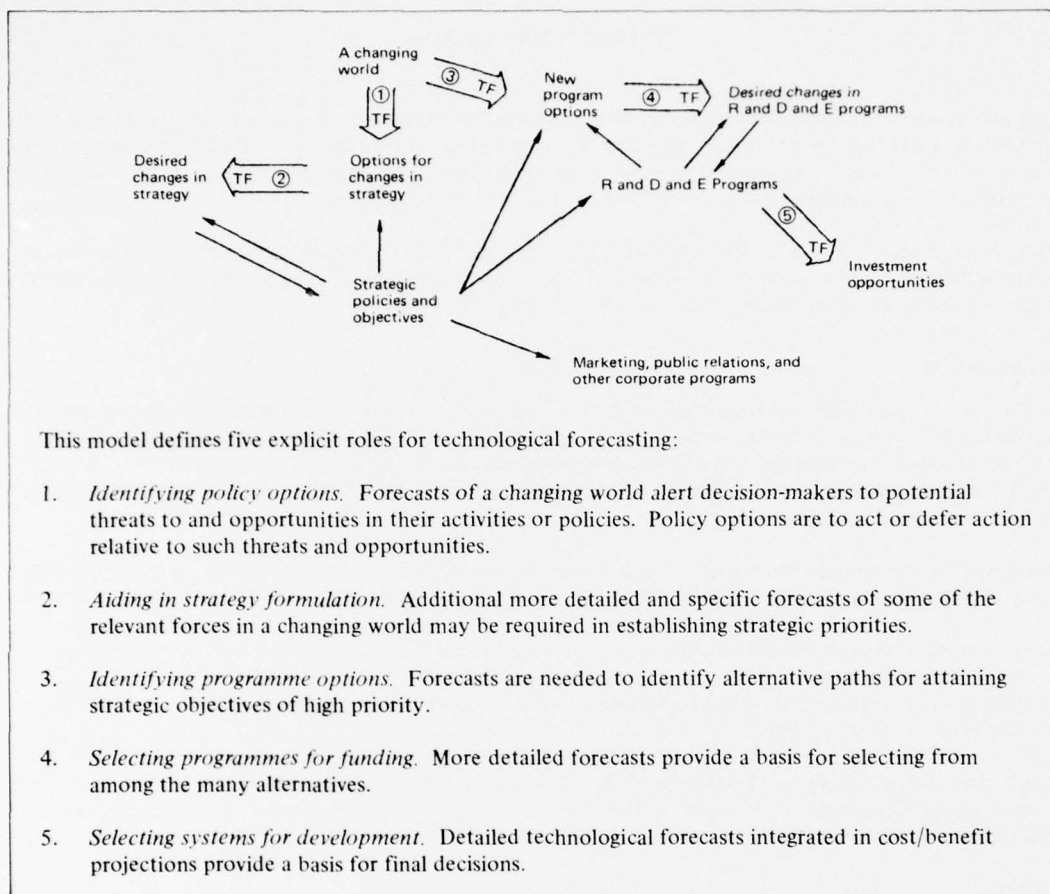 A changing
world
③ TF
①
TF
New
program
options
④ TF
Desired changes in
R and D and E programs
Desired
changes in
strategy
TF ②
Options for
changes in
strategy
R and D and E Programs
⑤
TF
Investment
opportunities
Strategic
policies and
objectives
Marketing, public relations, and
other corporate programs
This model defines five explicit roles for technological forecasting:
1. Identifying policy options. Forecasts of a changing world alert decision-makers to potential
threats to and opportunities in their activities or policies. Policy options are to act or defer action
relative to such threats and opportunities.
2. Aiding in strategy formulation. Additional more detailed and specific forecasts of some of the
relevant forces in a changing world may be required in establishing strategic priorities.
3. Identifying programme options. Forecasts are needed to identify alternative paths for attaining
strategic objectives of high priority.
4. Selecting programmes for funding. More detailed forecasts provide a basis for selecting from
among the many alternatives.
5. Selecting systems for development. Detailed technological forecasts integrated in cost/benefit
projections provide a basis for final decisions.